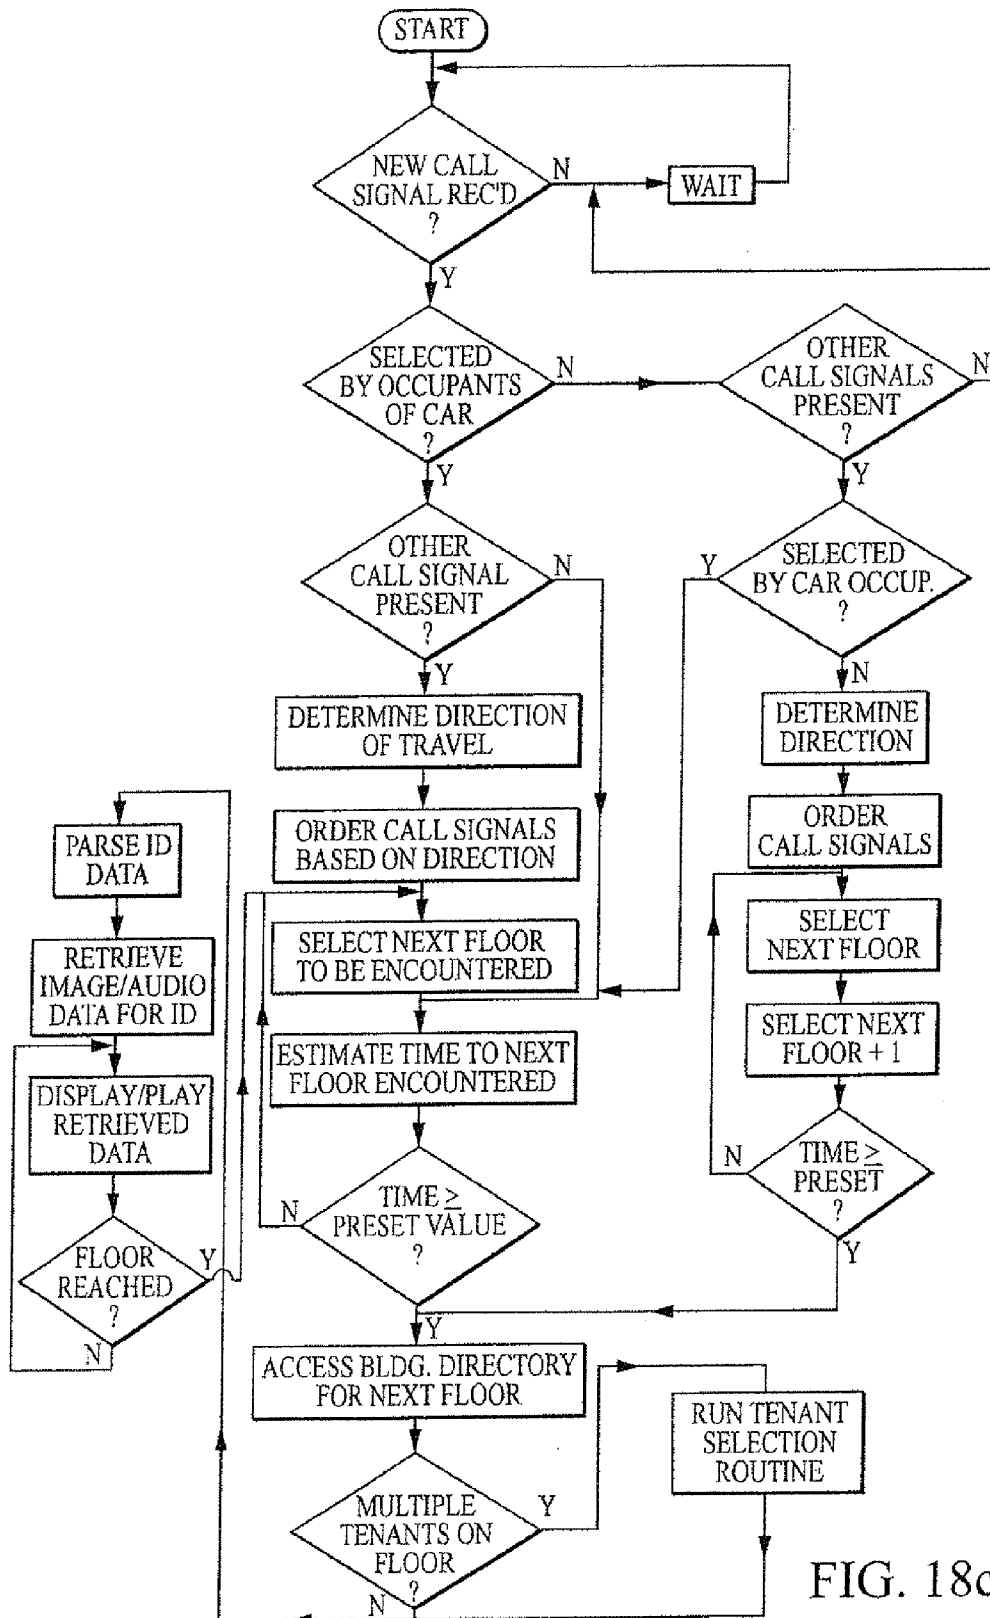 START
NEW CALL
SIGNAL REC'D
?
N
WAIT
Y
SELECTED
BY OCCUPANTS
OF CAR
?
N
Y
OTHER
CALL SIGNALS
PRESENT
?
N
Y
OTHER
CALL SIGNAL
PRESENT
?
N
Y
SELECTED
BY CAR OCCUP.
?
Y
N
DETERMINE DIRECTION
OF TRAVEL
DETERMINE
DIRECTION
ORDER CALL SIGNALS
BASED ON DIRECTION
ORDER
CALL SIGNALS
PARSE ID
DATA
SELECT NEXT FLOOR
TO BE ENCOUNTERED
SELECT
NEXT FLOOR
RETRIEVE
IMAGE/AUDIO
DATA FOR ID
ESTIMATE TIME TO NEXT
FLOOR ENCOUNTERED
SELECT NEXT
FLOOR + 1
DISPLAY/PLAY
RETRIEVED
DATA
TIME ≥
PRESET VALUE
?
N
Y
TIME ≥
PRESET
?
N
Y
FLOOR
REACHED
?
Y
N
ACCESS BLDG. DIRECTORY
FOR NEXT FLOOR
RUN TENANT
SELECTION
ROUTINE
MULTIPLE
TENANTS ON
FLOOR
?
Y
N
FIG. 18c